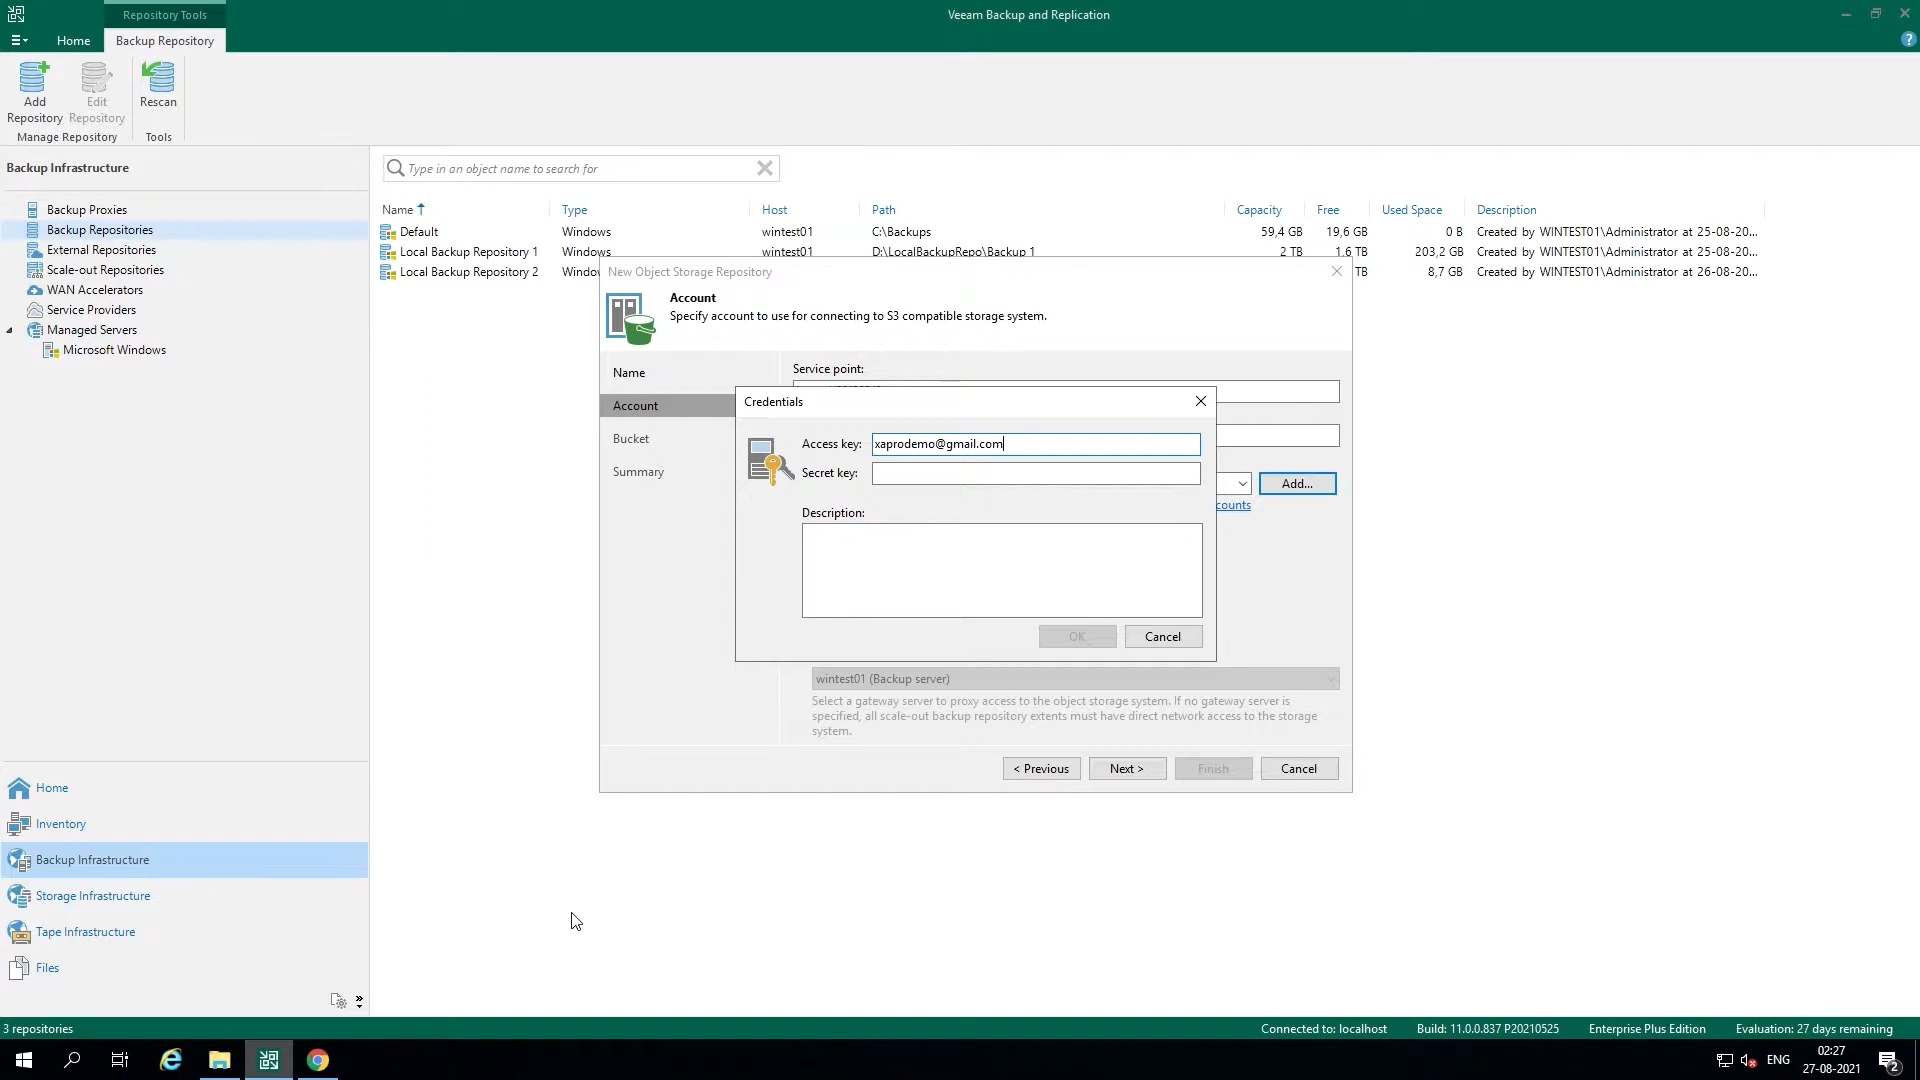 Repository Tools
Veeam Backup and Replication
Home
Backup Repository
Add Repository
Edit Repository
Rescan
Manage Repository
Tools
Backup Infrastructure
Type in an object name to search for
Backup Proxies
Backup Repositories
External Repositories
Scale-out Repositories
WAN Accelerators
Service Providers
Managed Servers
Microsoft Windows
Name Type Host Path Capacity Free Used Space Description
Default Windows wintest01 C:\Backups 59,4 GB 19,6 GB 0 B Created by WINTEST01\Administrator at 25-08-20...
Local Backup Repository 1 Windows wintest01 D:\LocalBackupRepo\Backup 1 2 TB 1,6 TB 203,2 GB Created by WINTEST01\Administrator at 25-08-20...
Local Backup Repository 2 Windo TB 8,7 GB Created by WINTEST01\Administrator at 26-08-20...
New Object Storage Repository
Account
Specify account to use for connecting to S3 compatible storage system.
Name
Account
Bucket
Summary
Service point:
Credentials
Access key: xaprodemo@gmail.com
Secret key:
Description:
OK
Cancel
Add...
counts
wintest01 (Backup server)
Select a gateway server to proxy access to the object storage system. If no gateway server is
specified, all scale-out backup repository extents must have direct network access to the storage
system.
< Previous
Next >
Finish
Cancel
Home
Inventory
Backup Infrastructure
Storage Infrastructure
Tape Infrastructure
Files
3 repositories
Connected to: localhost
Build: 11.0.0.837 P20210525
Enterprise Plus Edition
Evaluation: 27 days remaining
ENG
02:27
27-08-2021
2